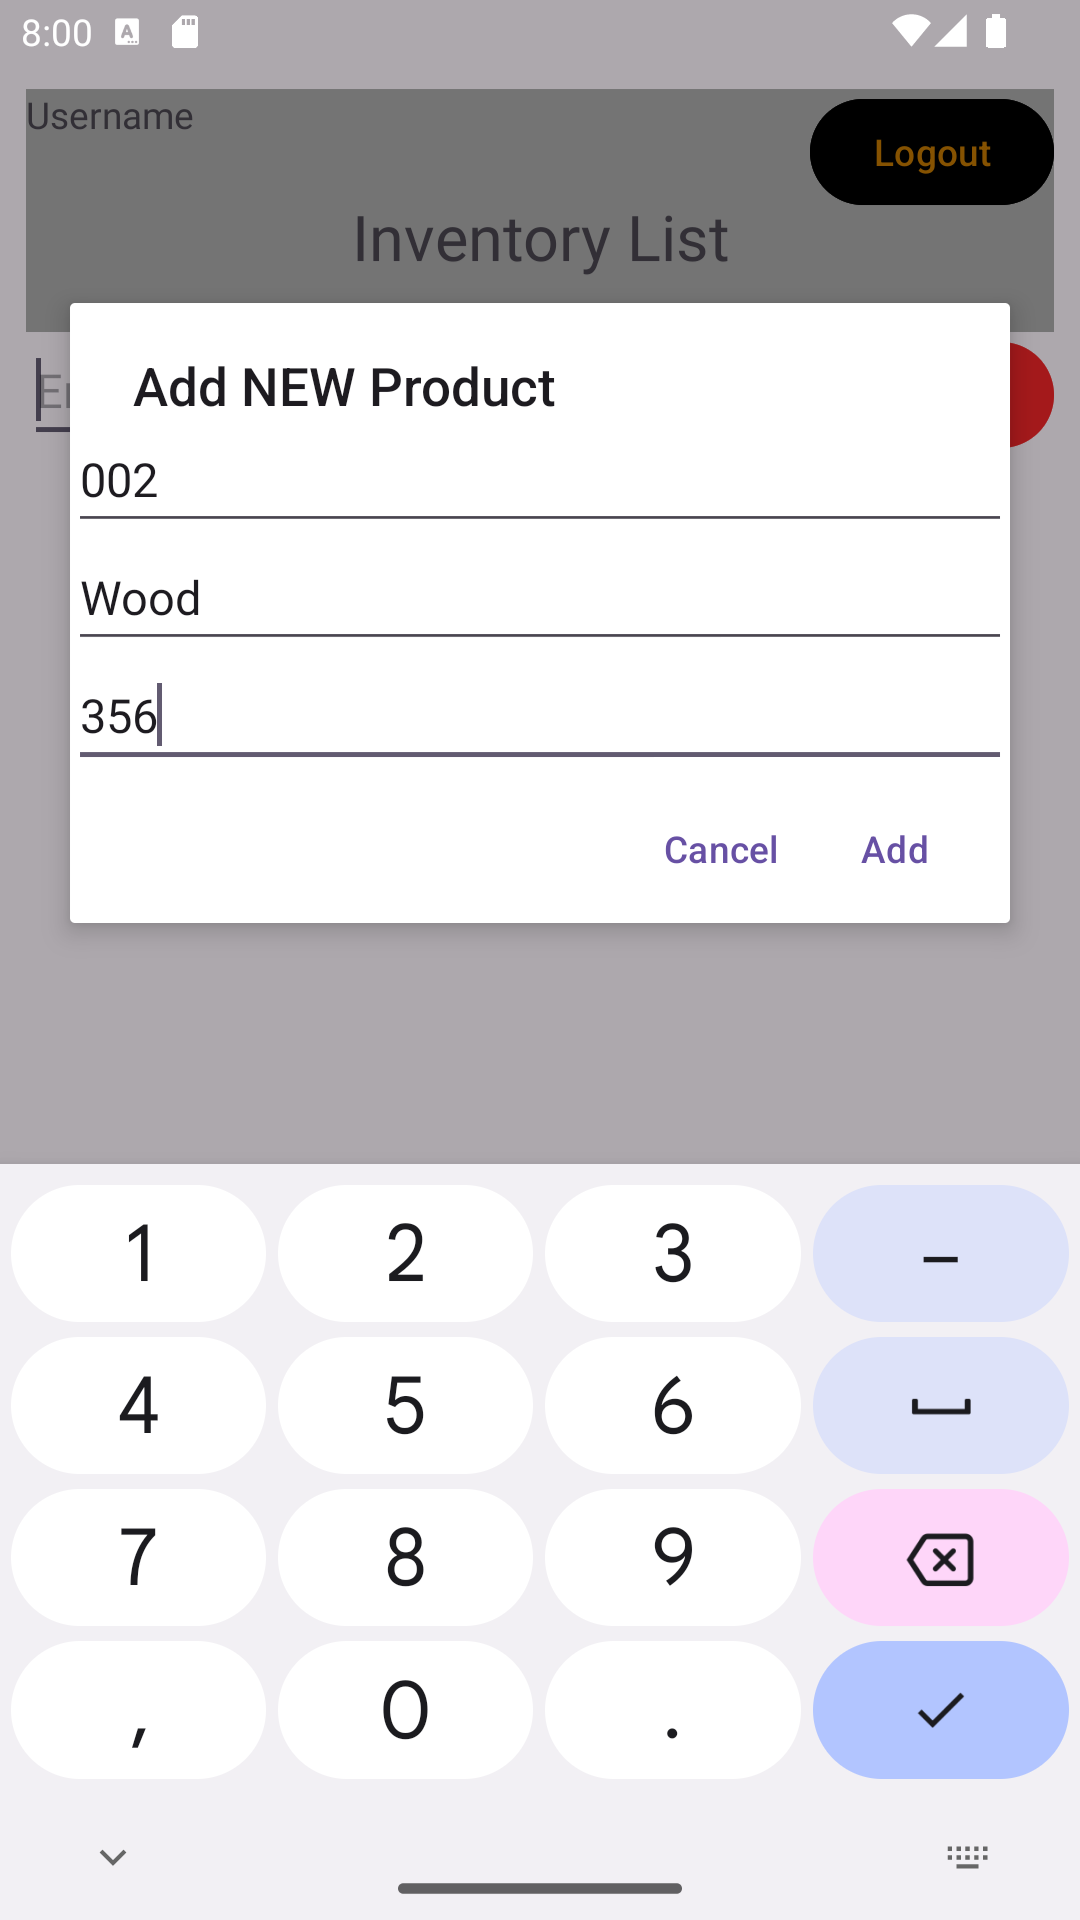 8:00
Username
Logout
Inventory List
Add NEW Product
002
Wood
356
Cancel Add
1 2 3 –
4 5 6
7 8 9
, 0 .